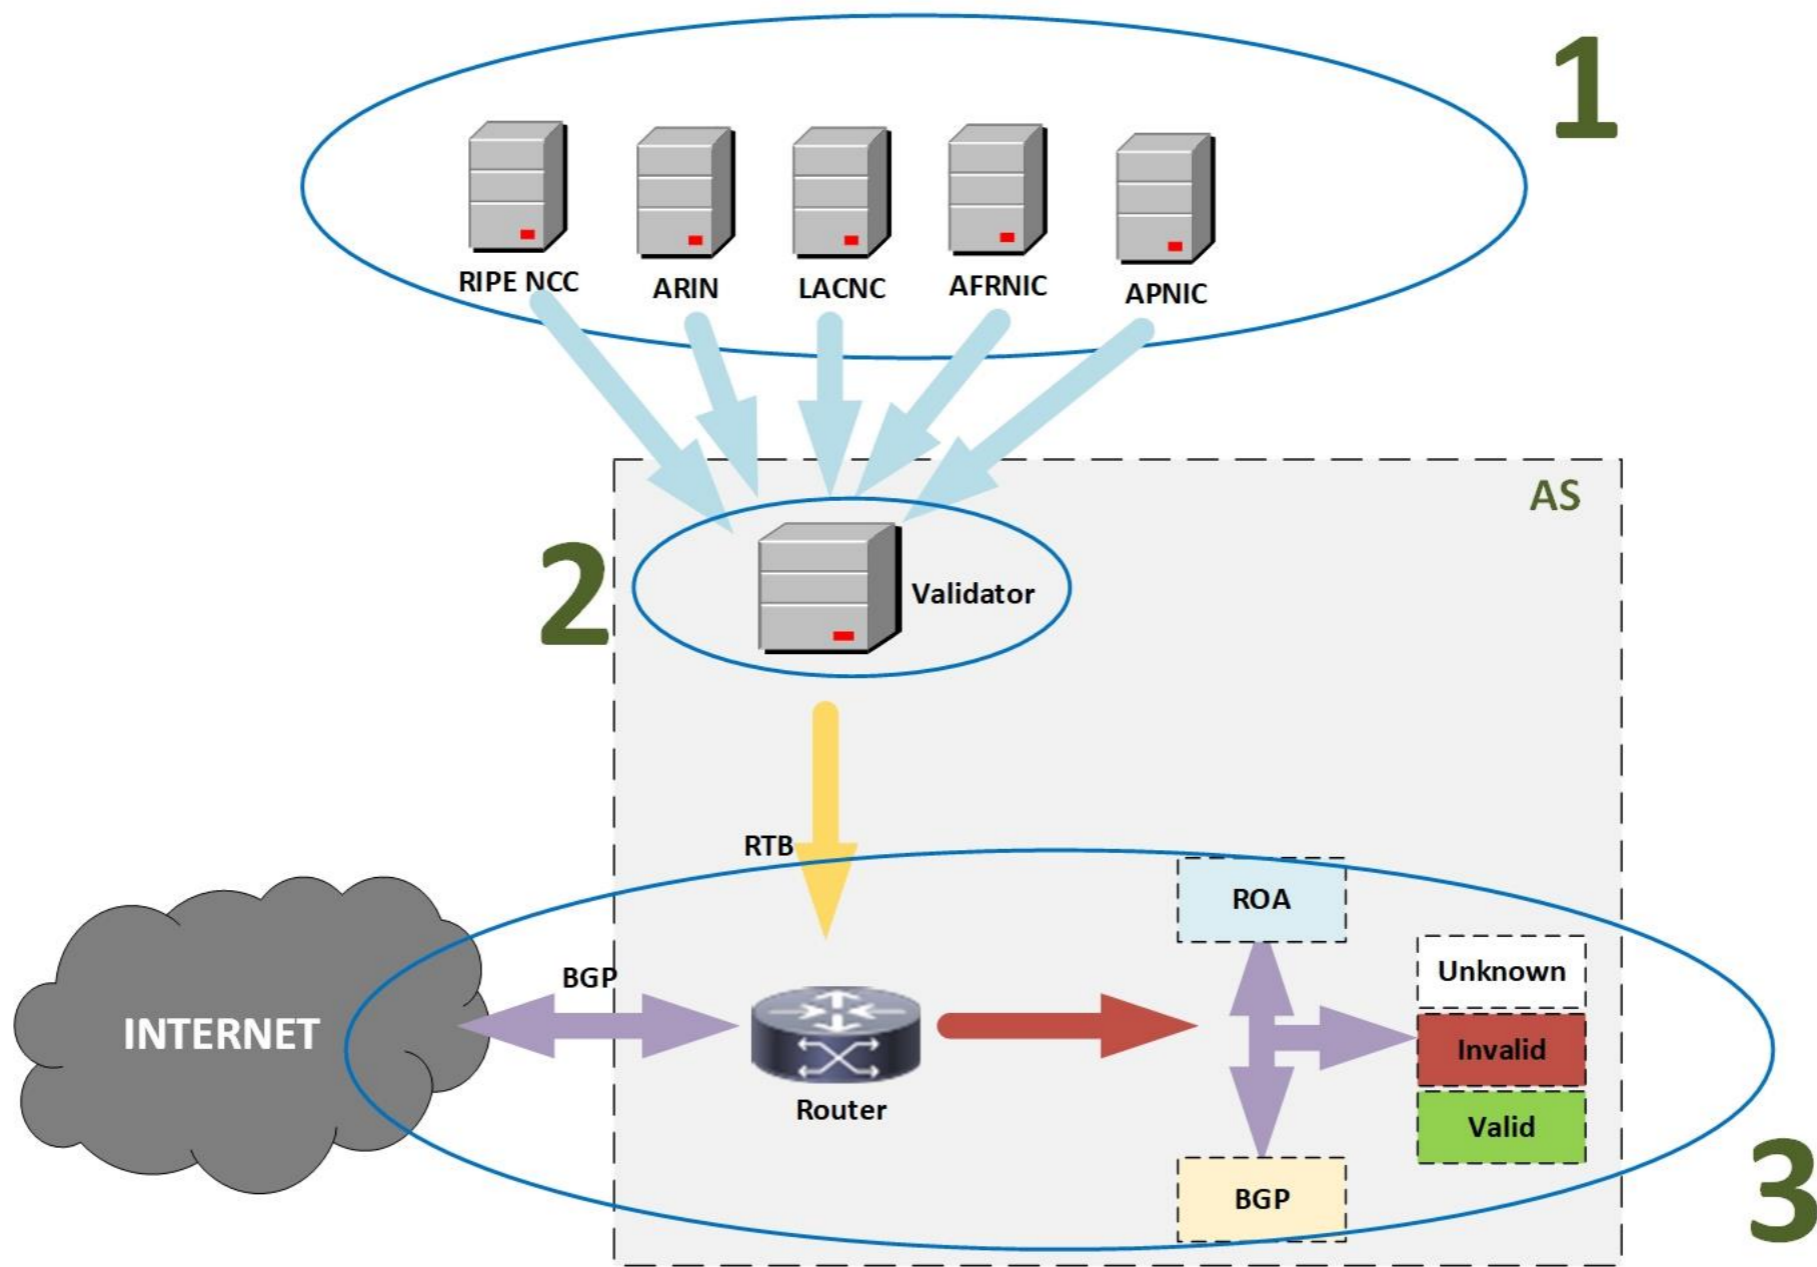 1
RIPE NCC
ARIN
LACNC
AFRNIC
APNIC
AS
2
Validator
RTB
ROA
Unknown
BGP
INTERNET
Invalid
Router
Valid
BGP
3